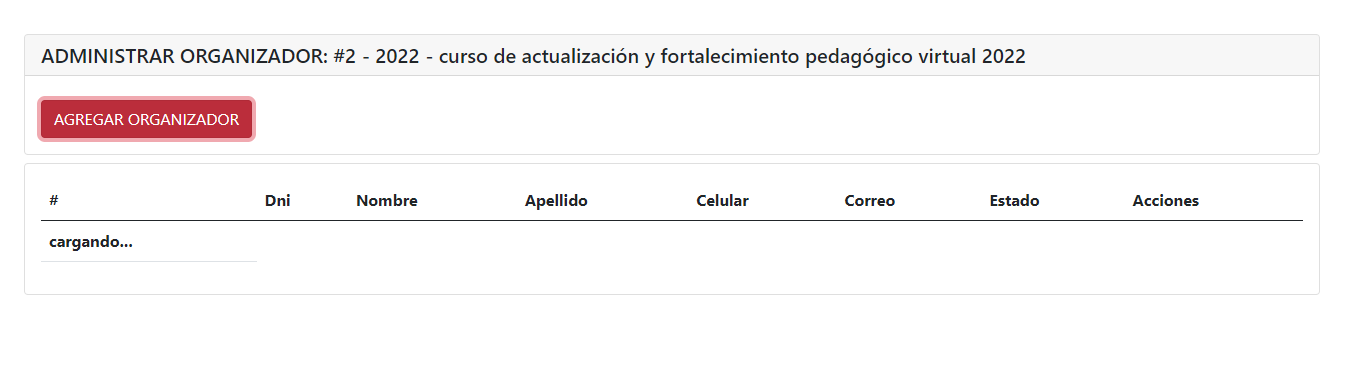 ADMINISTRAR ORGANIZADOR: #2 - 2022 - curso de actualización y fortalecimiento pedagógico virtual 2022
AGREGAR ORGANIZADOR
# Dni Nombre Apellido Celular Correo Estado Acciones
cargando...